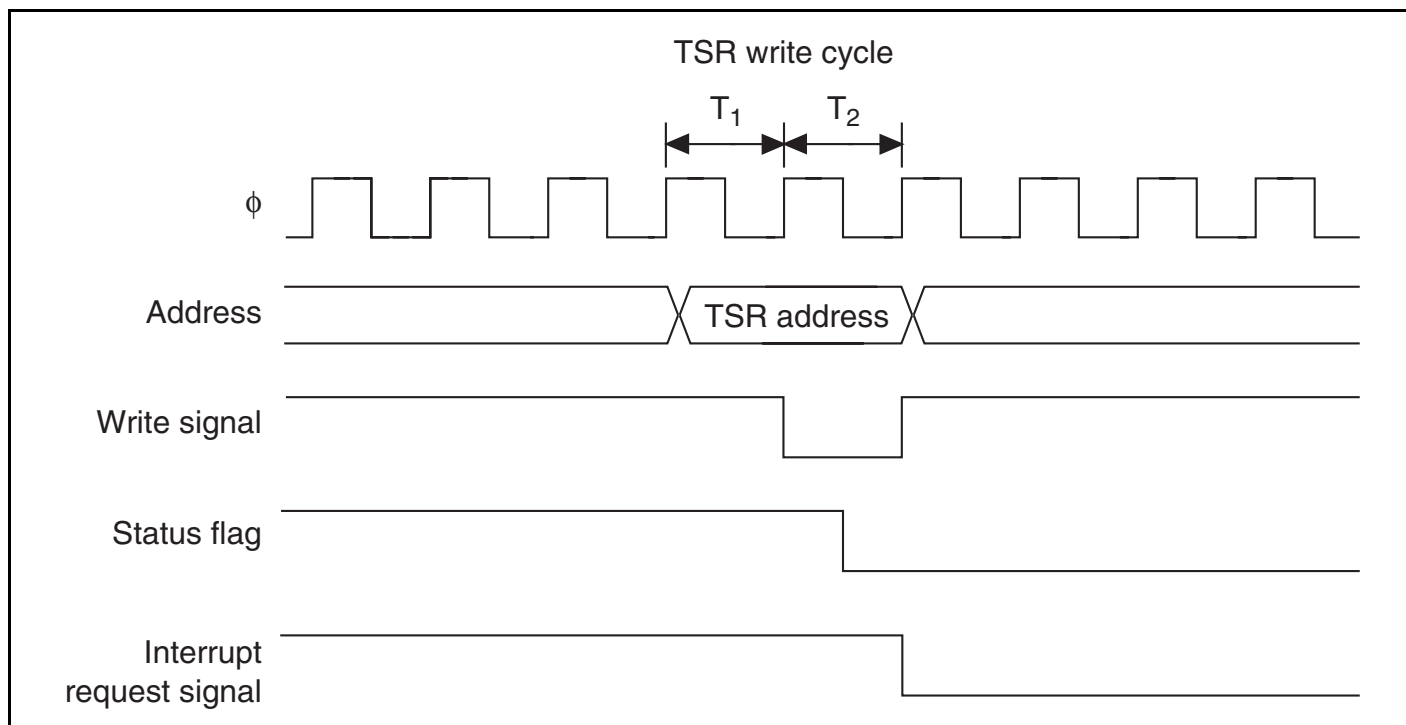 TSR write cycle
T1 T2
ϕ
Address
TSR address
Write signal
Status flag
Interrupt
request signal